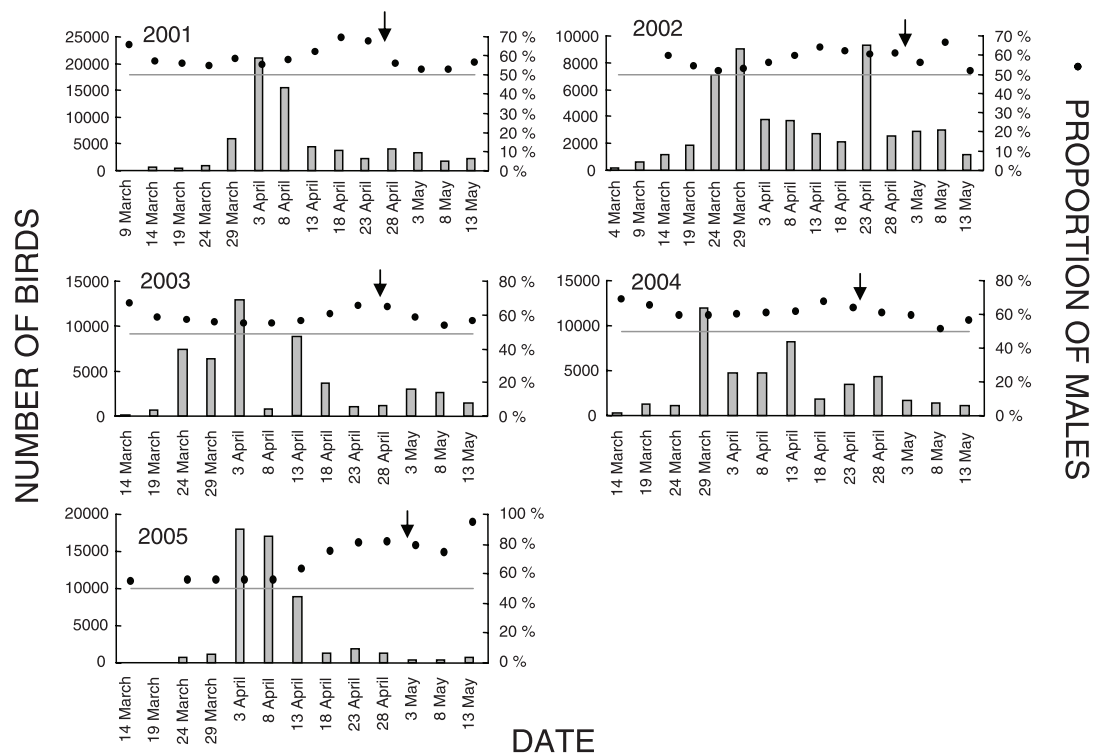 2001
25000
20000
15000
10000
5000
0
70 %
60 %
50 %
40 %
30 %
20 %
10 %
0 %
9 March
14 March
19 March
24 March
29 March
3 April
8 April
13 April
18 April
23 April
28 April
3 May
8 May
13 May
2002
10000
8000
6000
4000
2000
0
70 %
60 %
50 %
40 %
30 %
20 %
10 %
0 %
4 March
9 March
14 March
19 March
24 March
29 March
3 April
8 April
13 April
18 April
23 April
28 April
3 May
8 May
13 May
2003
15000
10000
5000
0
80 %
60 %
40 %
20 %
0 %
14 March
19 March
24 March
29 March
3 April
8 April
13 April
18 April
23 April
28 April
3 May
8 May
13 May
2004
15000
10000
5000
0
80 %
60 %
40 %
20 %
0 %
14 March
19 March
24 March
29 March
3 April
8 April
13 April
18 April
23 April
28 April
3 May
8 May
13 May
2005
20000
15000
10000
5000
0
100 %
80 %
60 %
40 %
20 %
0 %
14 March
19 March
24 March
29 March
3 April
8 April
13 April
18 April
23 April
28 April
3 May
8 May
13 May
NUMBER OF BIRDS
PROPORTION OF MALES
DATE